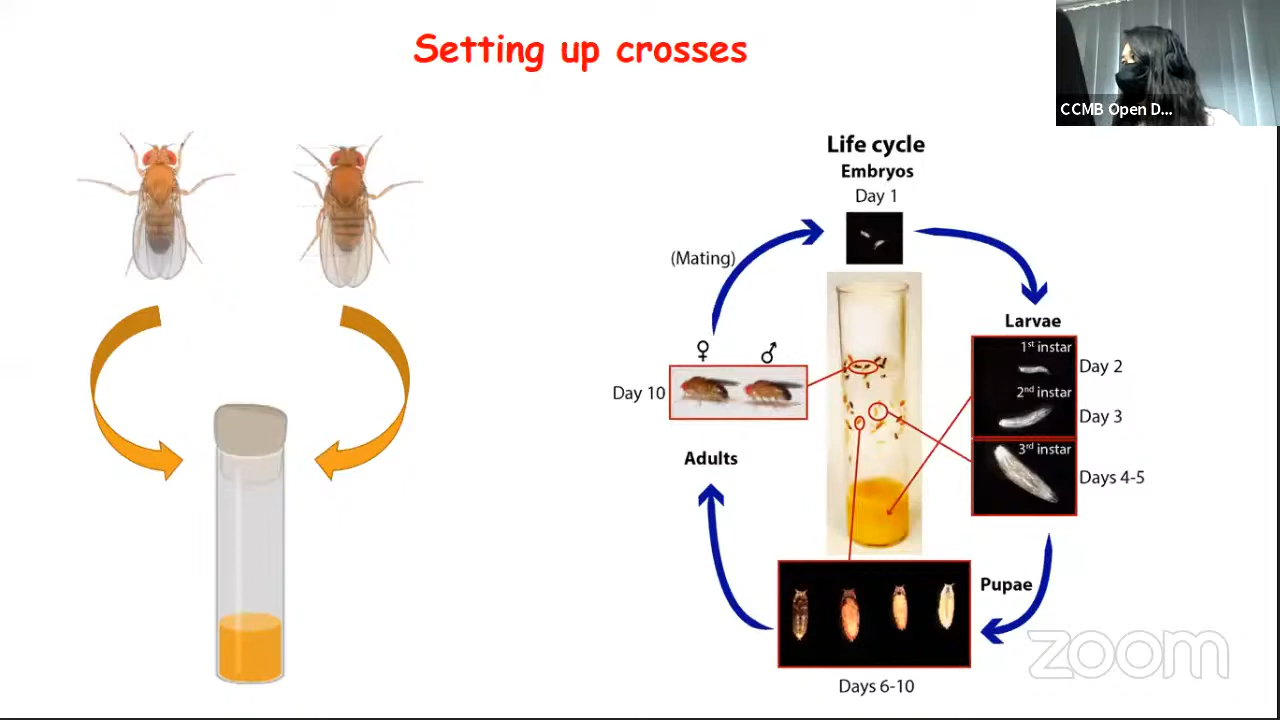 Setting up crosses
CCMB Open D...
Life cycle
Embryos
Day 1
(Mating)
Larvae
1st instar
Day 2
2nd instar
Day 3
3rd instar
Days 4-5
♀ ♂
Day 10
Adults
Pupae
Days 6-10
zoom